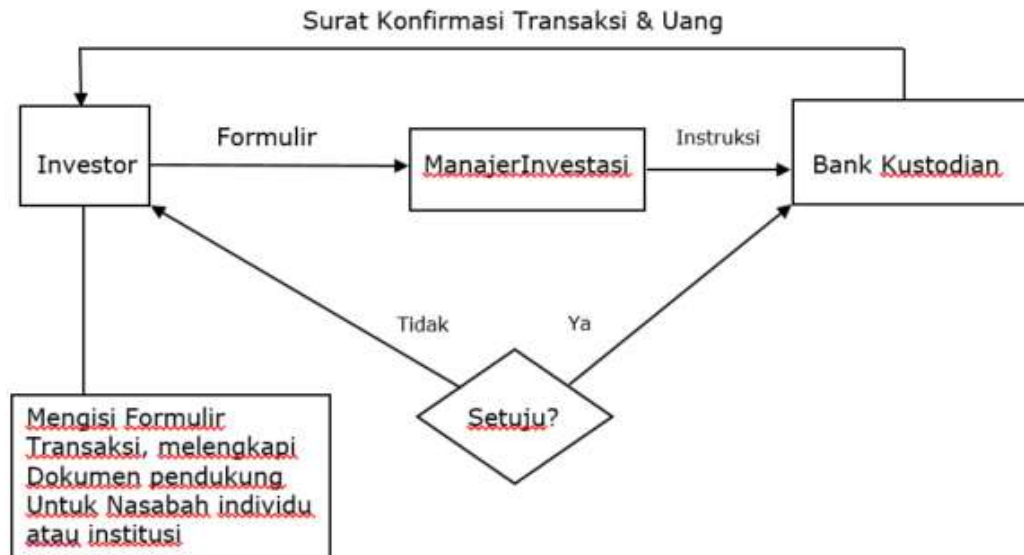 Surat Konfirmasi Transaksi & Uang
Investor
Formulir
ManajerInvestasi
Instruksi
Bank Kustodian
Tidak
Ya
Setuju?
Mengisi Formulir
Transaksi, melengkapi
Dokumen pendukung
Untuk Nasabah individu
atau institusi